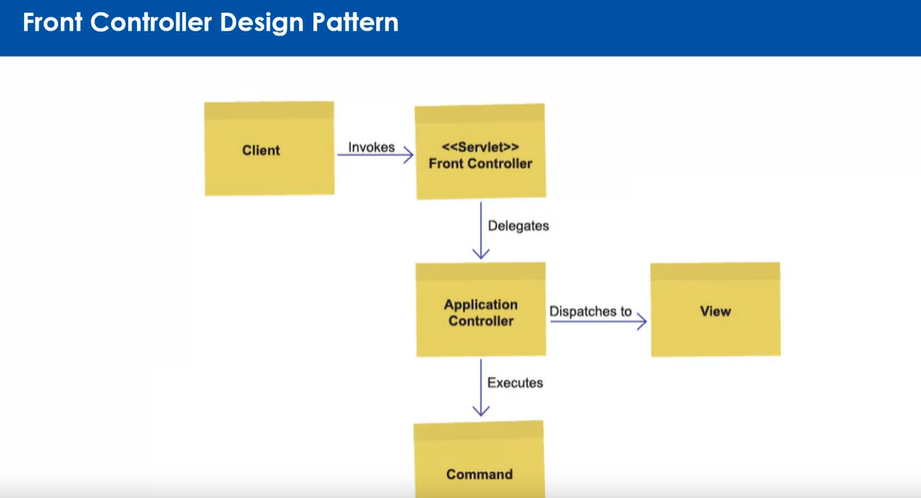 Front Controller Design Pattern
Client
Invokes
<<Servlet>>
Front Controller
Delegates
Application
Controller
Dispatches to
View
Executes
Command